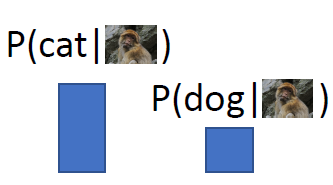 P(cat| )
P(dog| )